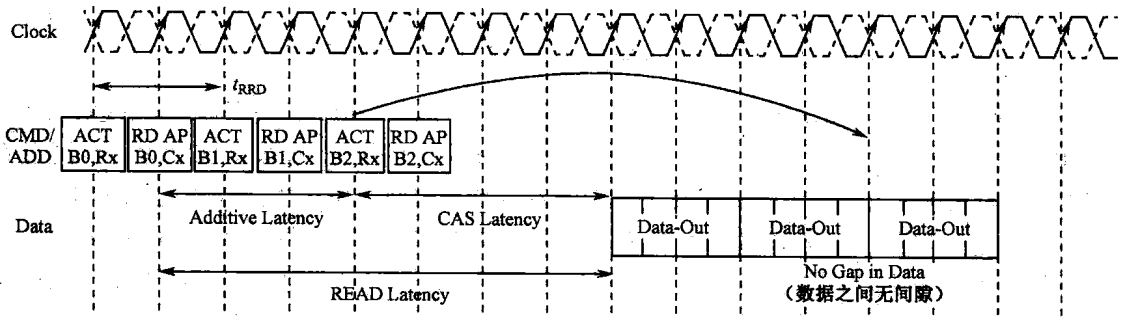 Clock
tRRD
CMD/
ADD
ACT
B0,Rx
RD AP
B0,Cx
ACT
B1,Rx
RD AP
B1,Cx
ACT
B2,Rx
RD AP
B2,Cx
Additive Latency
CAS Latency
Data
Data-Out
Data-Out
Data-Out
READ Latency
No Gap in Data
（数据之间无间隙）